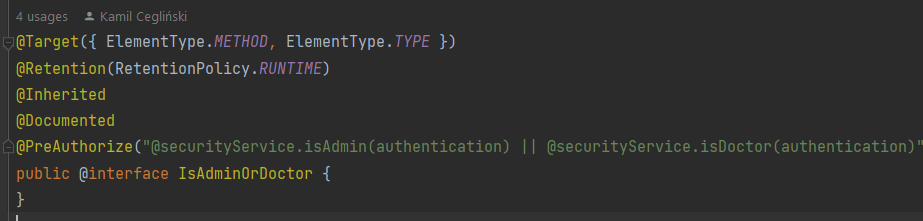 4 usages Kamil Cegliński
@Target({ ElementType.METHOD, ElementType.TYPE })
@Retention(RetentionPolicy.RUNTIME)
@Inherited
@Documented
@PreAuthorize("@securityService.isAdmin(authentication) || @securityService.isDoctor(authentication)"
public @interface IsAdminOrDoctor {
}